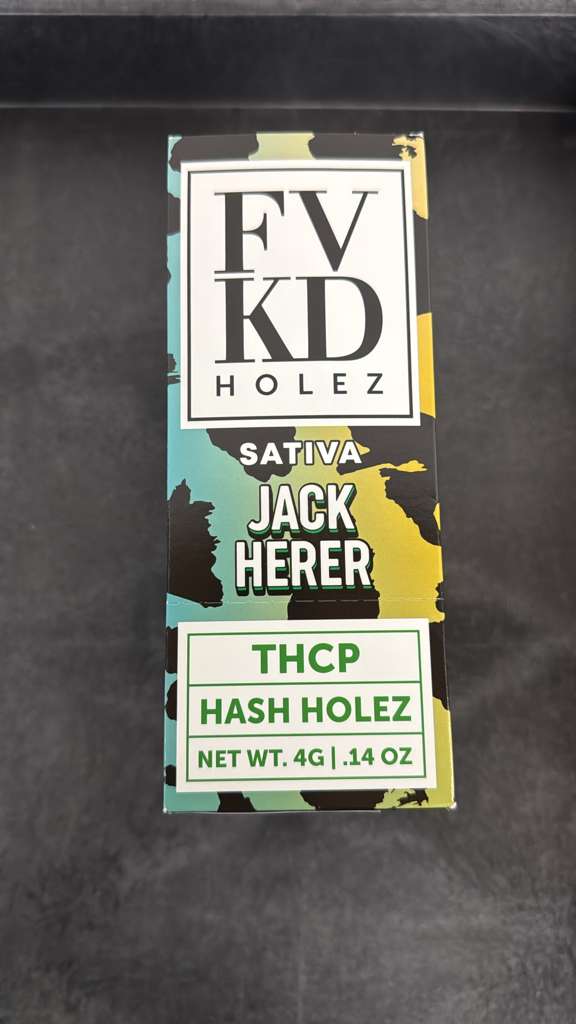 FV
KD
HOLEZ
SATIVA
JACK
HERER
THCP
HASH HOLEZ
NET WT. 4G | .14 OZ